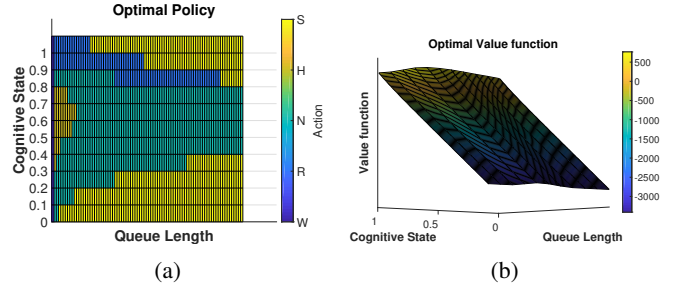 Optimal Policy
Cognitive State
1
0.9
0.8
0.7
0.6
0.5
0.4
0.3
0.2
0.1
0
Queue Length
S
H
N
R
W
Action
(a)
Optimal Value function
Value function
1
0.5
0
Cognitive State
Queue Length
500
0
-500
-1000
-1500
-2000
-2500
-3000
(b)